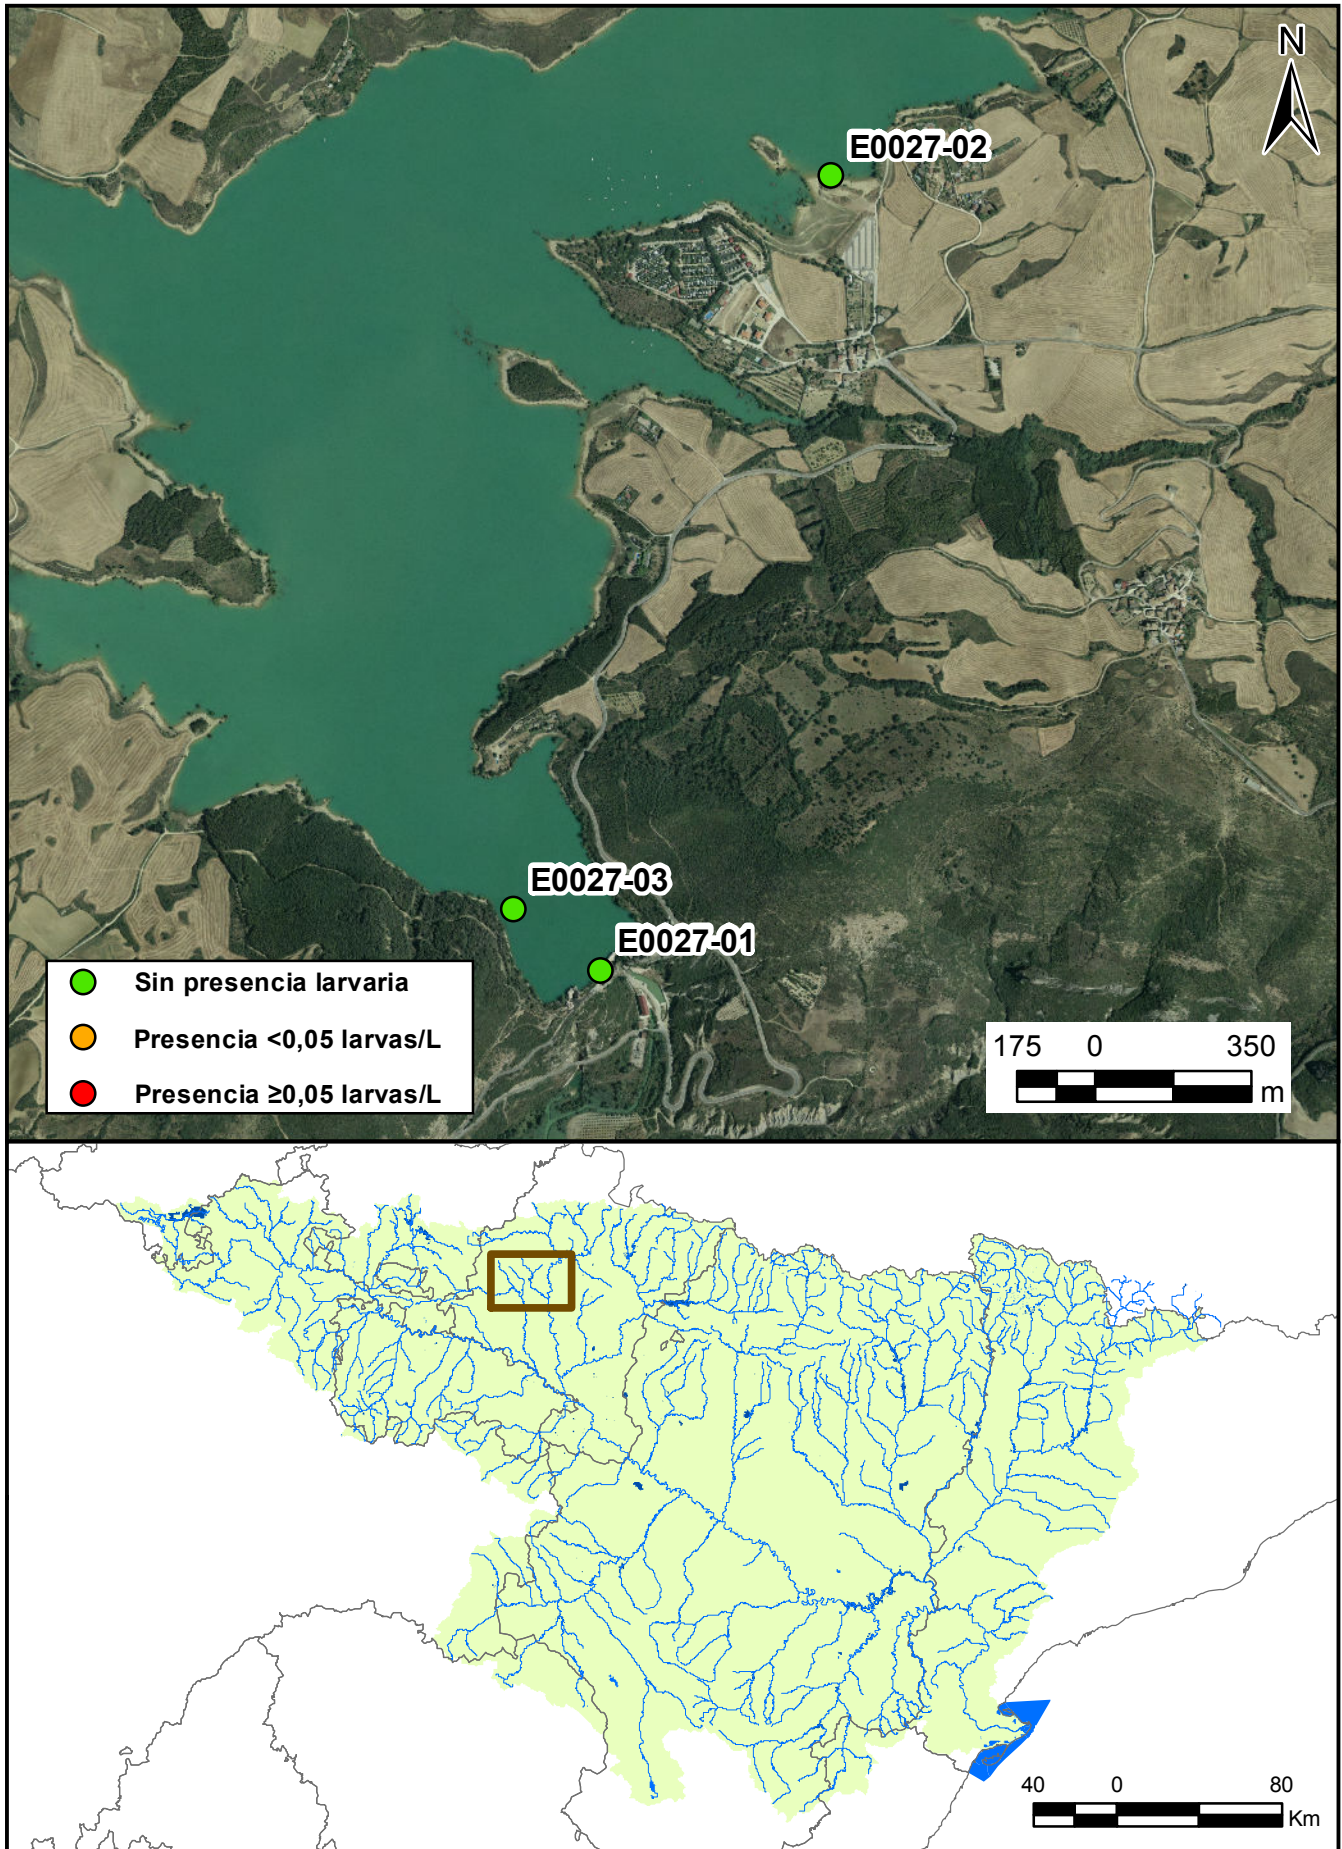 N
E0027-02
E0027-03
E0027-01
Sin presencia larvaria
Presencia <0,05 larvas/L
Presencia ≥0,05 larvas/L
175 0 350
m
40 0 80
Km